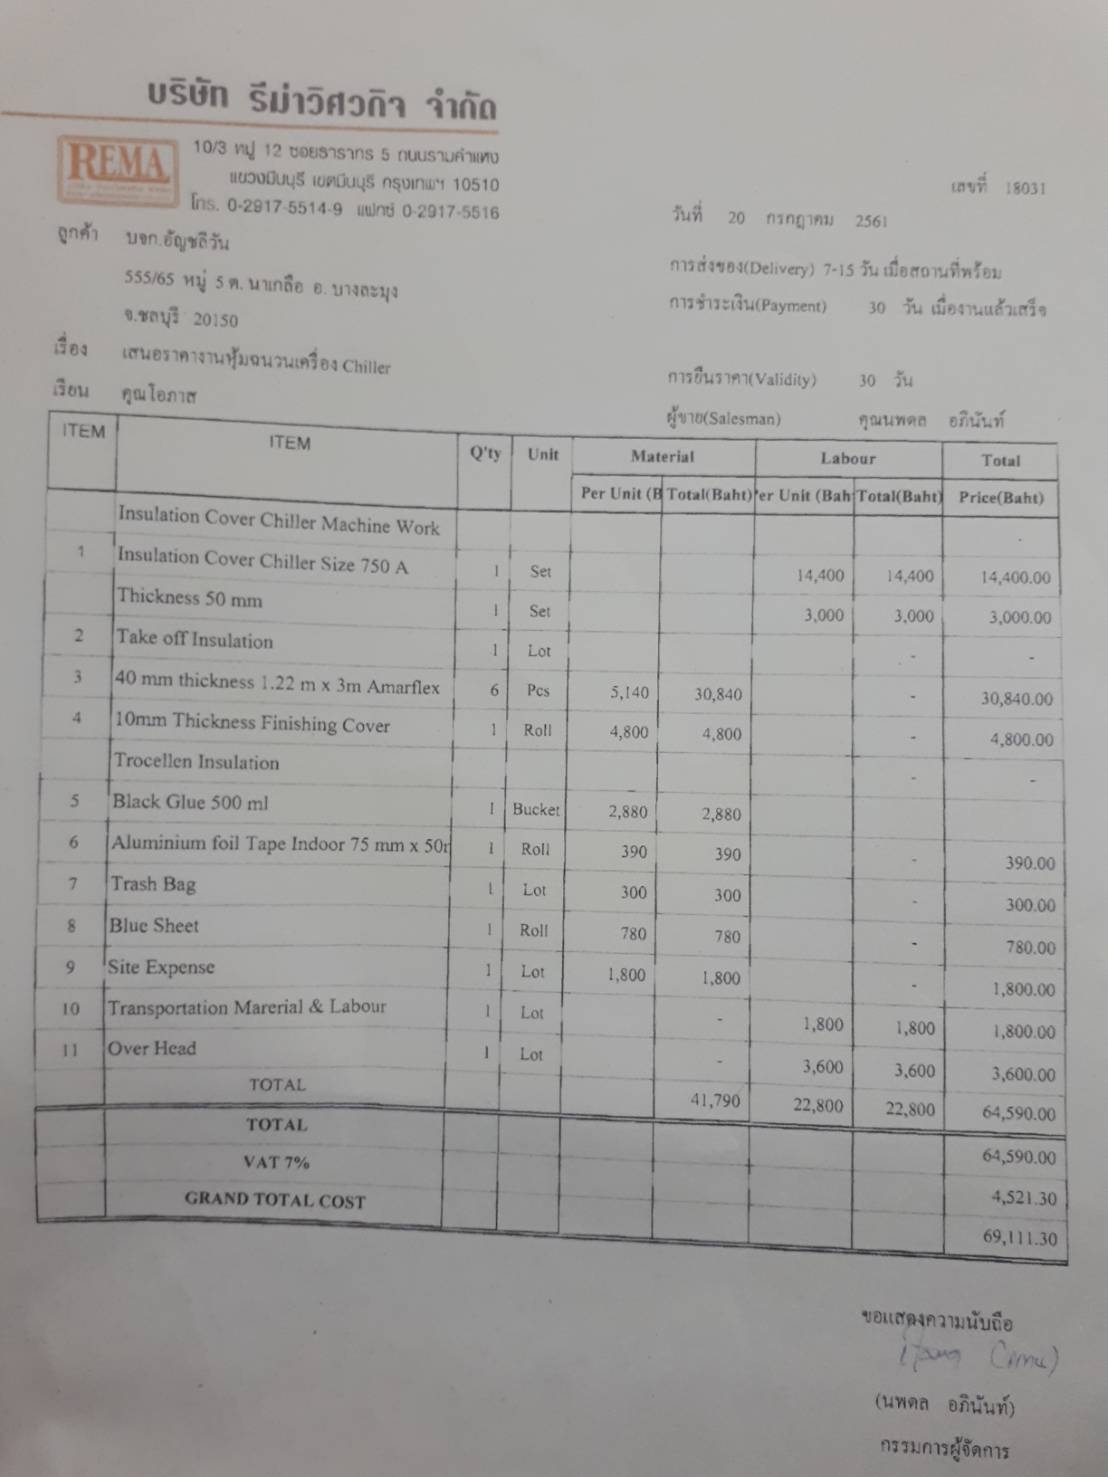 บริษัท รีม่าวิศวกิจ จำกัด
REMA
10/3 หมู่ 12 ซอยธารากร 5 ถนนรามคำแหง
แขวงมีนบุรี เขตมีนบุรี กรุงเทพฯ 10510
โทร. 0-2917-5514-9 แฟกซ์ 0-2917-5516
เลขที่ 18031
วันที่ 20 กรกฎาคม 2561
ลูกค้า บจก.อัญชลีวัน
555/65 หมู่ 5 ต. นาเกลือ อ. บางละมุง
จ.ชลบุรี 20150
การส่งของ(Delivery) 7-15 วัน เมื่อสถานที่พร้อม
การชำระเงิน(Payment) 30 วัน เมื่องานแล้วเสร็จ
เรื่อง เสนอราคางานหุ้มฉนวนเครื่อง Chiller
การยืนราคา(Validity) 30 วัน
เรียน คุณโอภาส
ผู้ขาย(Salesman) คุณนพดล อภินันท์
ITEM ITEM Q'ty Unit Material Labour Total
Per Unit (B Total(Baht) er Unit (Bah Total(Baht) Price(Baht)
Insulation Cover Chiller Machine Work -
1 Insulation Cover Chiller Size 750 A 1 Set 14,400 14,400 14,400.00
Thickness 50 mm 1 Set 3,000 3,000 3,000.00
2 Take off Insulation 1 Lot - -
3 40 mm thickness 1.22 m x 3m Amarflex 6 Pcs 5,140 30,840 - 30,840.00
4 10mm Thickness Finishing Cover 1 Roll 4,800 4,800 - 4,800.00
Trocellen Insulation - - -
5 Black Glue 500 ml 1 Bucket 2,880 2,880
6 Aluminium foil Tape Indoor 75 mm x 50r 1 Roll 390 390 - 390.00
7 Trash Bag 1 Lot 300 300 - 300.00
8 Blue Sheet 1 Roll 780 780 - 780.00
9 Site Expense 1 Lot 1,800 1,800 - 1,800.00
10 Transportation Marerial & Labour 1 Lot - 1,800 1,800 1,800.00
11 Over Head 1 Lot - 3,600 3,600 3,600.00
TOTAL 41,790 22,800 22,800 64,590.00
TOTAL 64,590.00
VAT 7% 4,521.30
GRAND TOTAL COST 69,111.30
ขอแสดงความนับถือ
(นพดล อภินันท์)
กรรมการผู้จัดการ